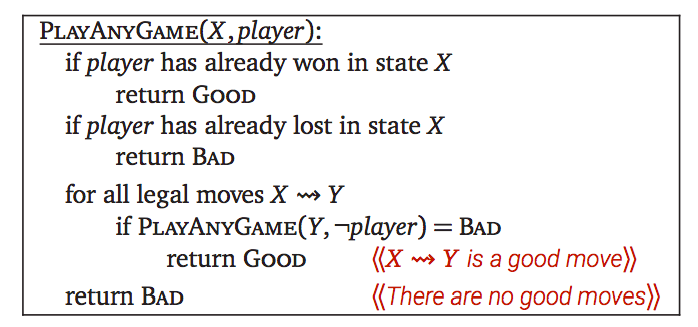 PLAYANYGAME(X, player):
if player has already won in state X
return GOOD
if player has already lost in state X
return BAD
for all legal moves X ⇝ Y
if PLAYANYGAME(Y, ¬player) = BAD
return GOOD ⟪X ⇝ Y is a good move⟫
return BAD ⟪There are no good moves⟫